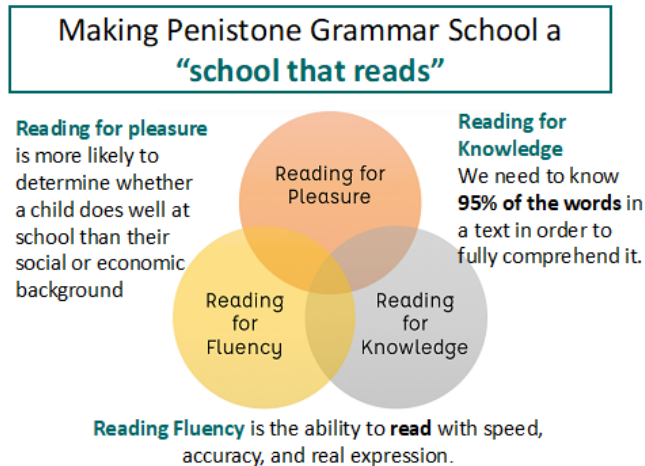 Making Penistone Grammar School a
“school that reads”
Reading for pleasure
is more likely to
determine whether
a child does well at
school than their
social or economic
background
Reading for
Pleasure
Reading for
Knowledge
We need to know
95% of the words in
a text in order to
fully comprehend it.
Reading
for
Fluency
Reading
for
Knowledge
Reading Fluency is the ability to read with speed,
accuracy, and real expression.